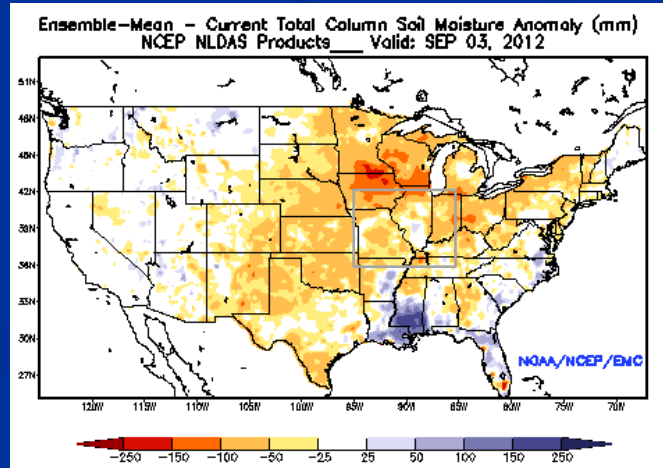 Ensemble-Mean - Current Total Column Soil Moisture Anomaly (mm)
NCEP NLDAS Products___ Valid: SEP 03, 2012
51N
48N
45N
42N
39N
36N
33N
30N
27N
NOAA/NCEP/EMC
120W 115W 110W 105W 100W 95W 90W 85W 80W 75W 70W
-250 -150 -100 -50 -25 25 50 100 150 250